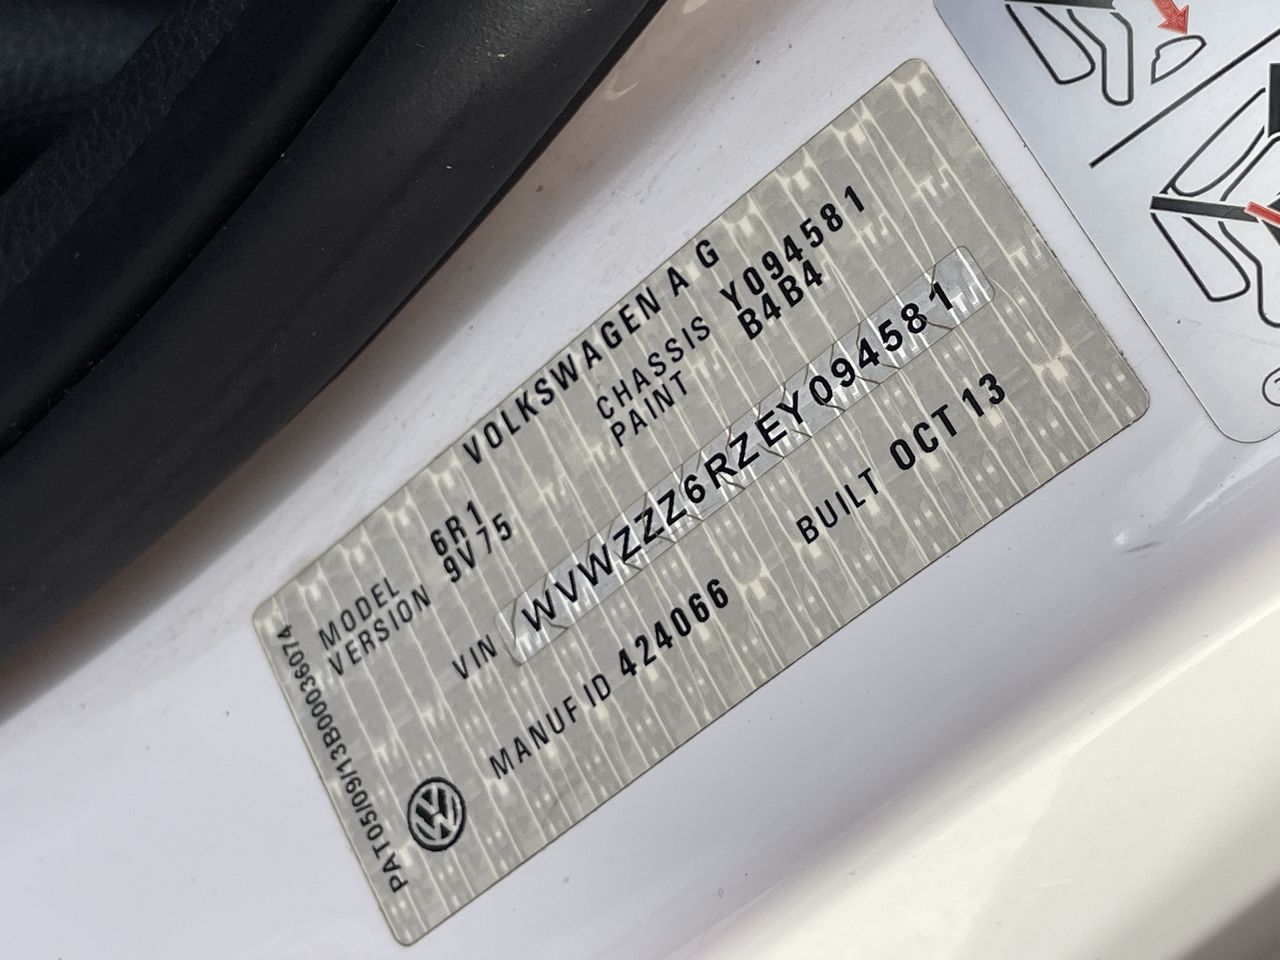 VOLKSWAGEN A G
MODEL 6R1 CHASSIS Y094581
VERSION 9V75 PAINT B4B4
VIN WVWZZZ6RZEY094581
MANUF ID 424066 BUILT OCT 13
PAT05/09/13B00036074